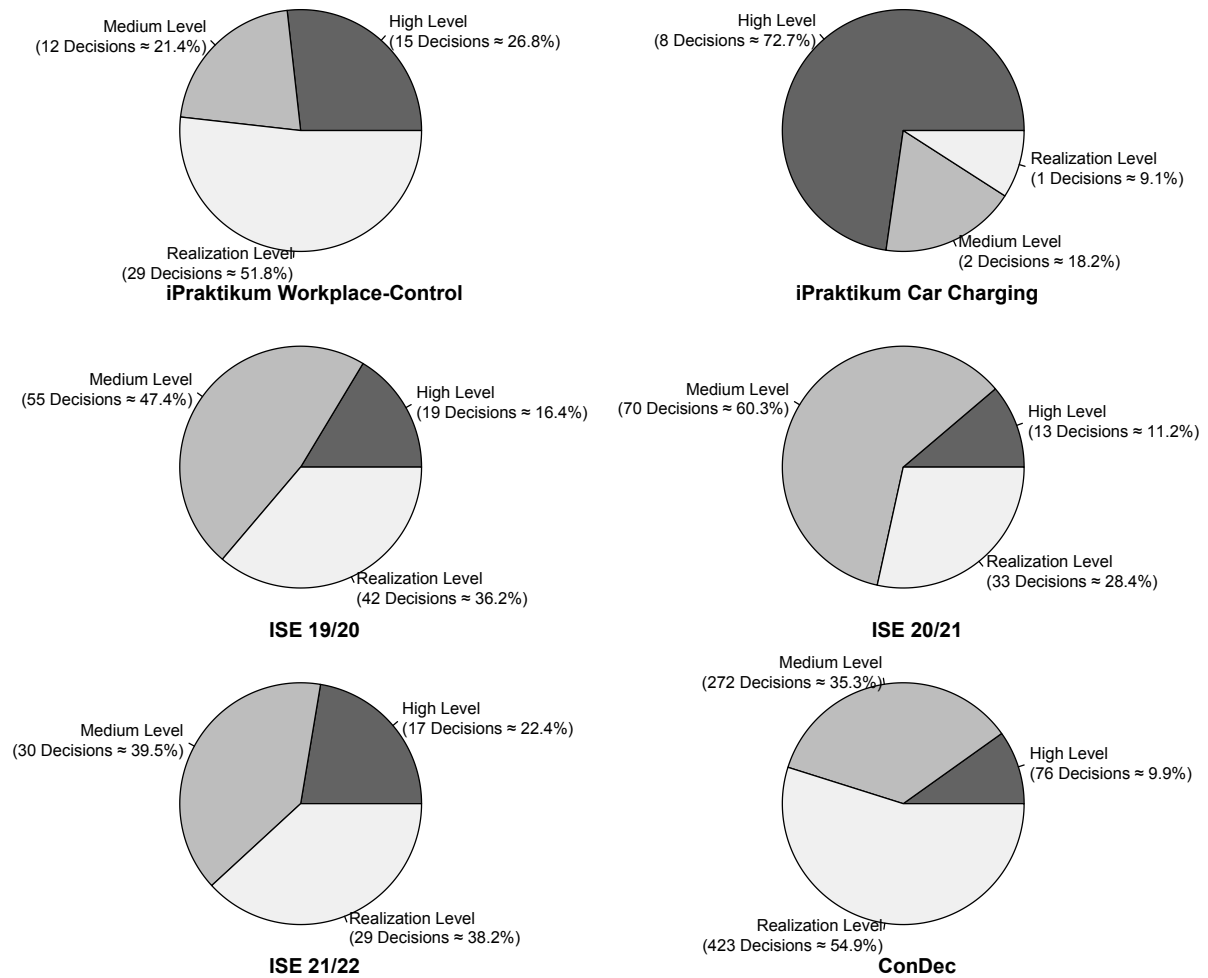 Medium Level
(12 Decisions ≈ 21.4%)
High Level
(15 Decisions ≈ 26.8%)
Realization Level
(29 Decisions ≈ 51.8%)
iPraktikum Workplace-Control
High Level
(8 Decisions ≈ 72.7%)
Realization Level
(1 Decisions ≈ 9.1%)
Medium Level
(2 Decisions ≈ 18.2%)
iPraktikum Car Charging
Medium Level
(55 Decisions ≈ 47.4%)
High Level
(19 Decisions ≈ 16.4%)
Realization Level
(42 Decisions ≈ 36.2%)
ISE 19/20
Medium Level
(70 Decisions ≈ 60.3%)
High Level
(13 Decisions ≈ 11.2%)
Realization Level
(33 Decisions ≈ 28.4%)
ISE 20/21
Medium Level
(30 Decisions ≈ 39.5%)
High Level
(17 Decisions ≈ 22.4%)
Realization Level
(29 Decisions ≈ 38.2%)
ISE 21/22
Medium Level
(272 Decisions ≈ 35.3%)
High Level
(76 Decisions ≈ 9.9%)
Realization Level
(423 Decisions ≈ 54.9%)
ConDec